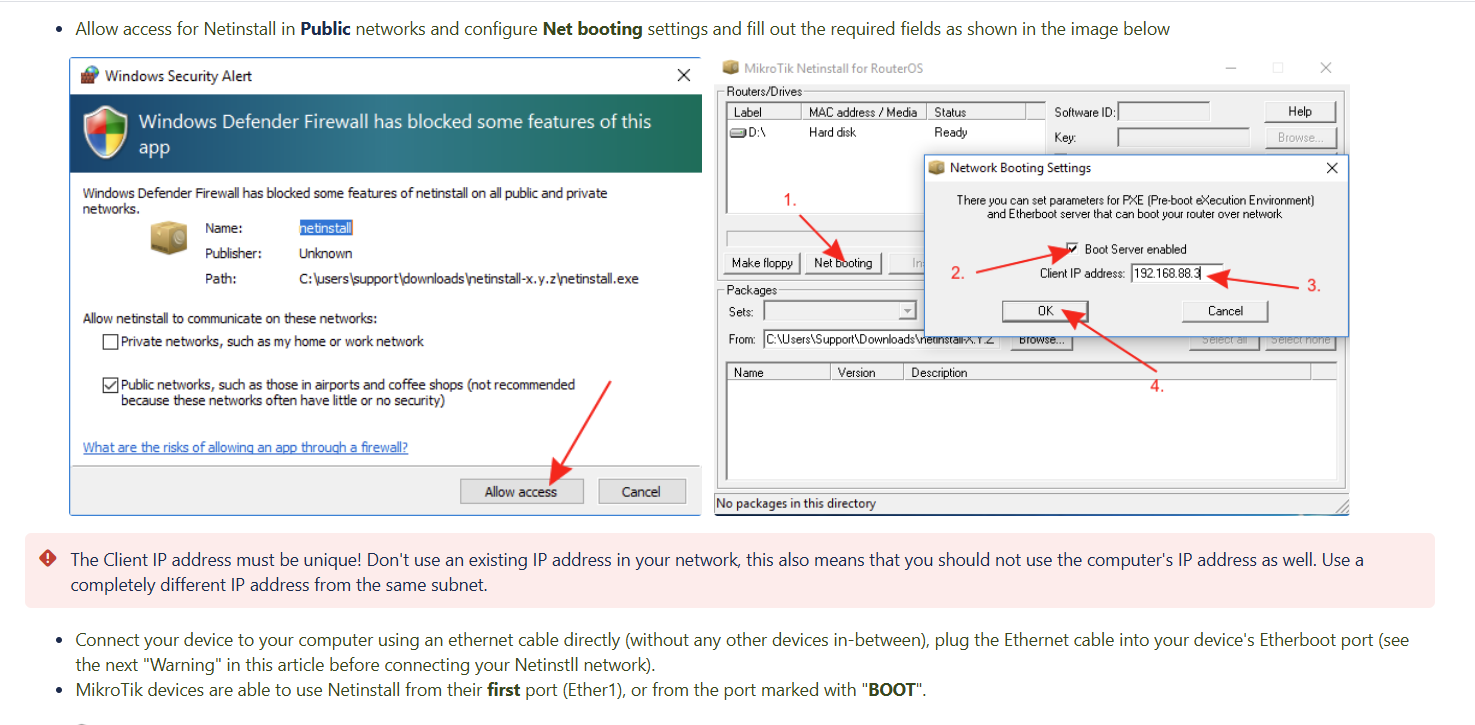 Allow access for Netinstall in Public networks and configure Net booting settings and fill out the required fields as shown in the image below
Windows Security Alert
Windows Defender Firewall has blocked some features of this
app
Windows Defender Firewall has blocked some features of netinstall on all public and private
networks.
Name: netinstall
Publisher: Unknown
Path: C:\users\support\downloads\netinstall-x.y.z\netinstall.exe
Allow netinstall to communicate on these networks:
Private networks, such as my home or work network
Public networks, such as those in airports and coffee shops (not recommended
because these networks often have little or no security)
What are the risks of allowing an app through a firewall?
Allow access Cancel
MikroTik Netinstall for RouterOS
Routers/Drives
Label MAC address / Media Status
D:\ Hard disk Ready
Software ID: Help
Key: Browse...
1.
Make floppy Net booting
Network Booting Settings
There you can set parameters for PXE (Pre-boot eXecution Environment)
and Etherboot server that can boot your router over network
2. Boot Server enabled
Client IP address: 192.168.88.3 3.
OK Cancel
4.
Packages
Sets:
From: C:\Users\Support\Downloads\netinstall-X.Y.Z Browse... Select all Select none
Name Version Description
No packages in this directory
The Client IP address must be unique! Don't use an existing IP address in your network, this also means that you should not use the computer's IP address as well. Use a
completely different IP address from the same subnet.
Connect your device to your computer using an ethernet cable directly (without any other devices in-between), plug the Ethernet cable into your device's Etherboot port (see
the next "Warning" in this article before connecting your Netinstll network).
MikroTik devices are able to use Netinstall from their first port (Ether1), or from the port marked with "BOOT".